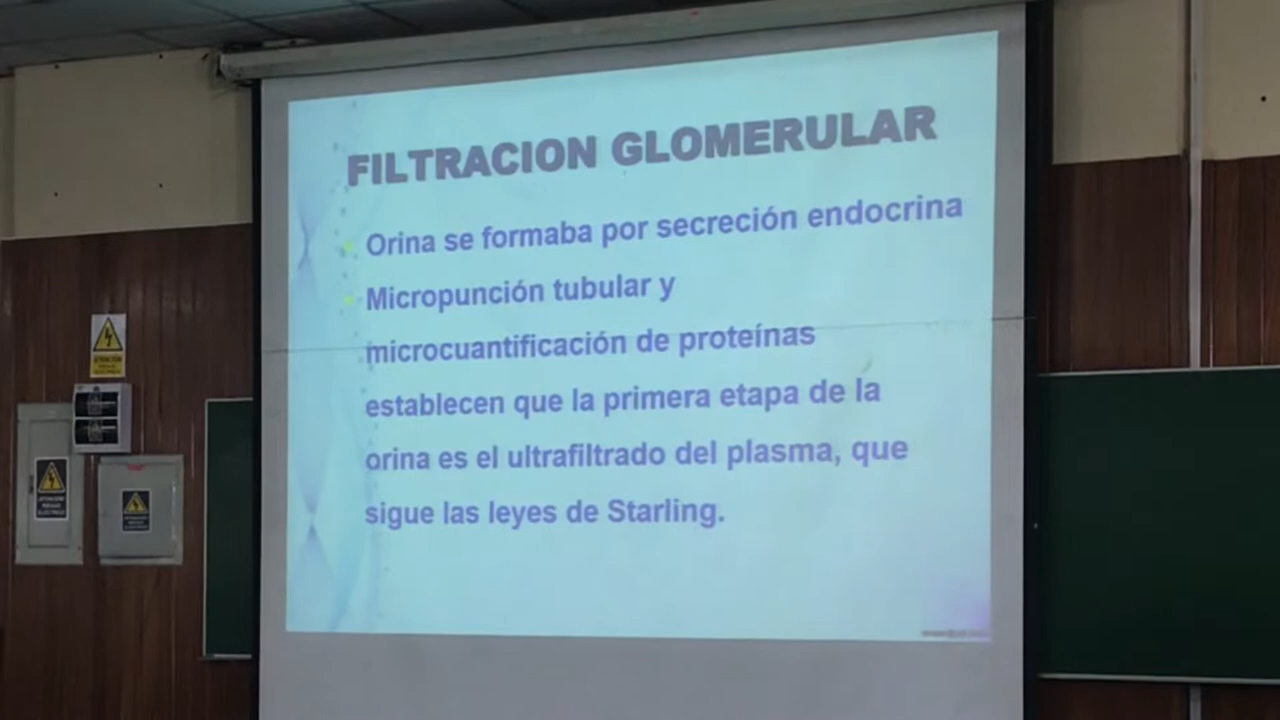 FILTRACION GLOMERULAR
Orina se formaba por secreción endocrina
Micropunción tubular y
microcuantificación de proteínas
establecen que la primera etapa de la
orina es el ultrafiltrado del plasma, que
sigue las leyes de Starling.